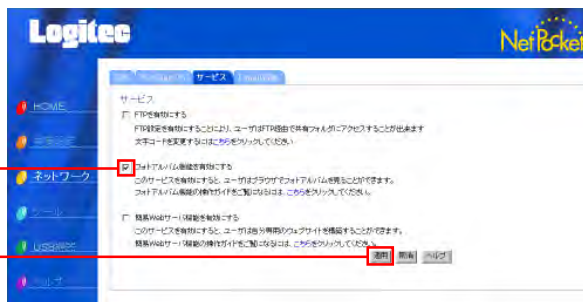 Logitec
NetRocket
サービス
HOME
サービス
FTPを有効にする
FTP設定を有効にすることにより、ユーザはFTP経由で共有フォルダにアクセスすることが出来ます
文字コードを変更するにはこちらをクリックしてください
フォトアルバム機能を有効にする
このサービスを有効にすると、ユーザはブラウザでフォトアルバムを見ることができます。
フォトアルバム機能の操作ガイドをご覧になるには、こちらをクリックしてください。
ネットワーク
簡易Webサーバ機能を有効にする
このサービスを有効にすると、ユーザは自分専用のウェブサイトを構築することができます。
簡易Webサーバ機能の操作ガイドをご覧になるには、こちらをクリックしてください。
適用 取消 ヘルプ
ツール
USB
ヘルプ